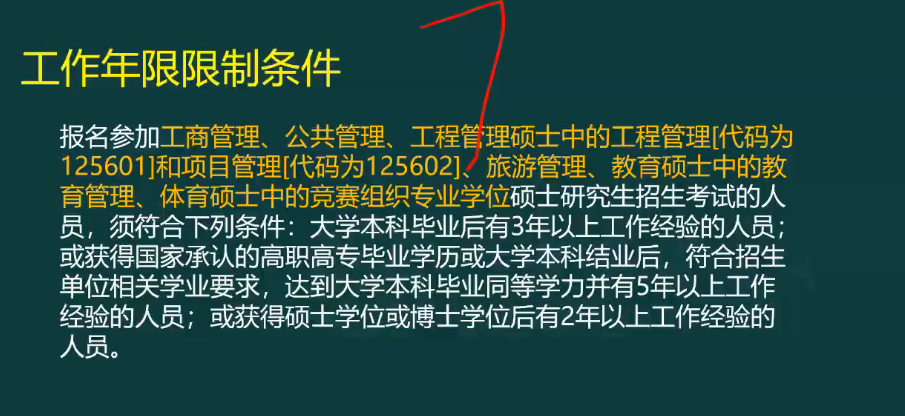 工作年限限制条件
报名参加工商管理、公共管理、工程管理硕士中的工程管理[代码为
125601]和项目管理[代码为125602]、旅游管理、教育硕士中的教
育管理、体育硕士中的竞赛组织专业学位硕士研究生招生考试的人
员，须符合下列条件：大学本科毕业后有3年以上工作经验的人员；
或获得国家承认的高职高专毕业学历或大学本科结业后，符合招生
单位相关学业要求，达到大学本科毕业同等学力并有5年以上工作
经验的人员；或获得硕士学位或博士学位后有2年以上工作经验的
人员。